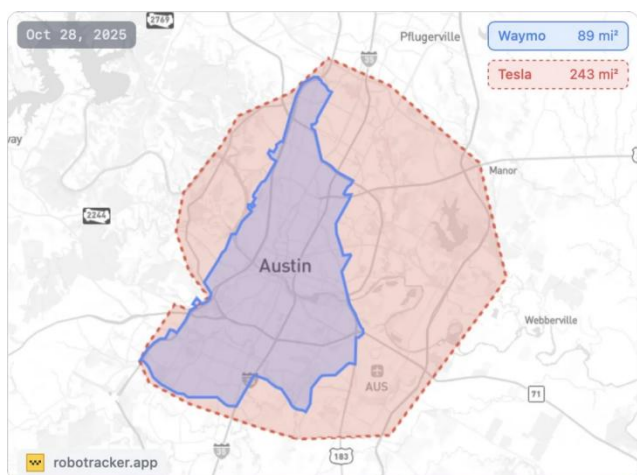 2769
Oct 28, 2025
Pflugerville
Waymo 89 mi²
35
Tesla 243 mi²
way
Manor
2244
Austin
Webberville
AUS
71
35
183
robotracker.app